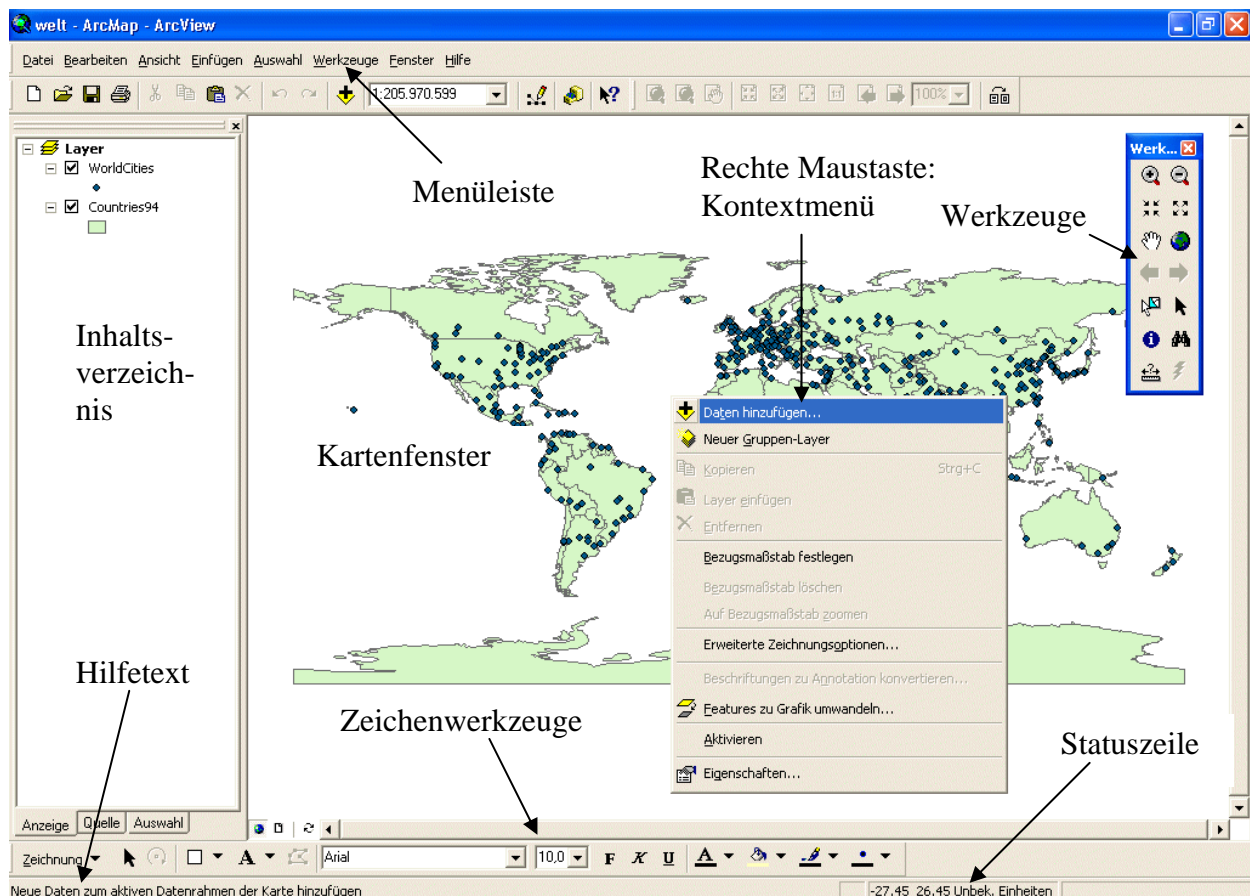 welt - ArcMap - ArcView
Datei Bearbeiten Ansicht Einfügen Auswahl Werkzeuge Fenster Hilfe
1:205.970.599
100%
Layer
WorldCities
Countries94
Inhalts-
verzeich-
nis
Menüleiste
Rechte Maustaste:
Kontextmenü
Werkzeuge
Werk...
Kartenfenster
Daten hinzufügen...
Neuer Gruppen-Layer
Kopieren Strg+C
Layer einfügen
Entfernen
Bezugsmaßstab festlegen
Bezugsmaßstab löschen
Auf Bezugsmaßstab zoomen
Erweiterte Zeichnungsoptionen...
Beschriftungen zu Annotation konvertieren...
Features zu Grafik umwandeln...
Aktivieren
Eigenschaften...
Hilfetext
Zeichenwerkzeuge
Statuszeile
Anzeige Quelle Auswahl
Zeichnung A Arial 10,0 F K U A
Neue Daten zum aktiven Datenrahmen der Karte hinzufügen
-27,45 26,45 Unbek. Einheiten